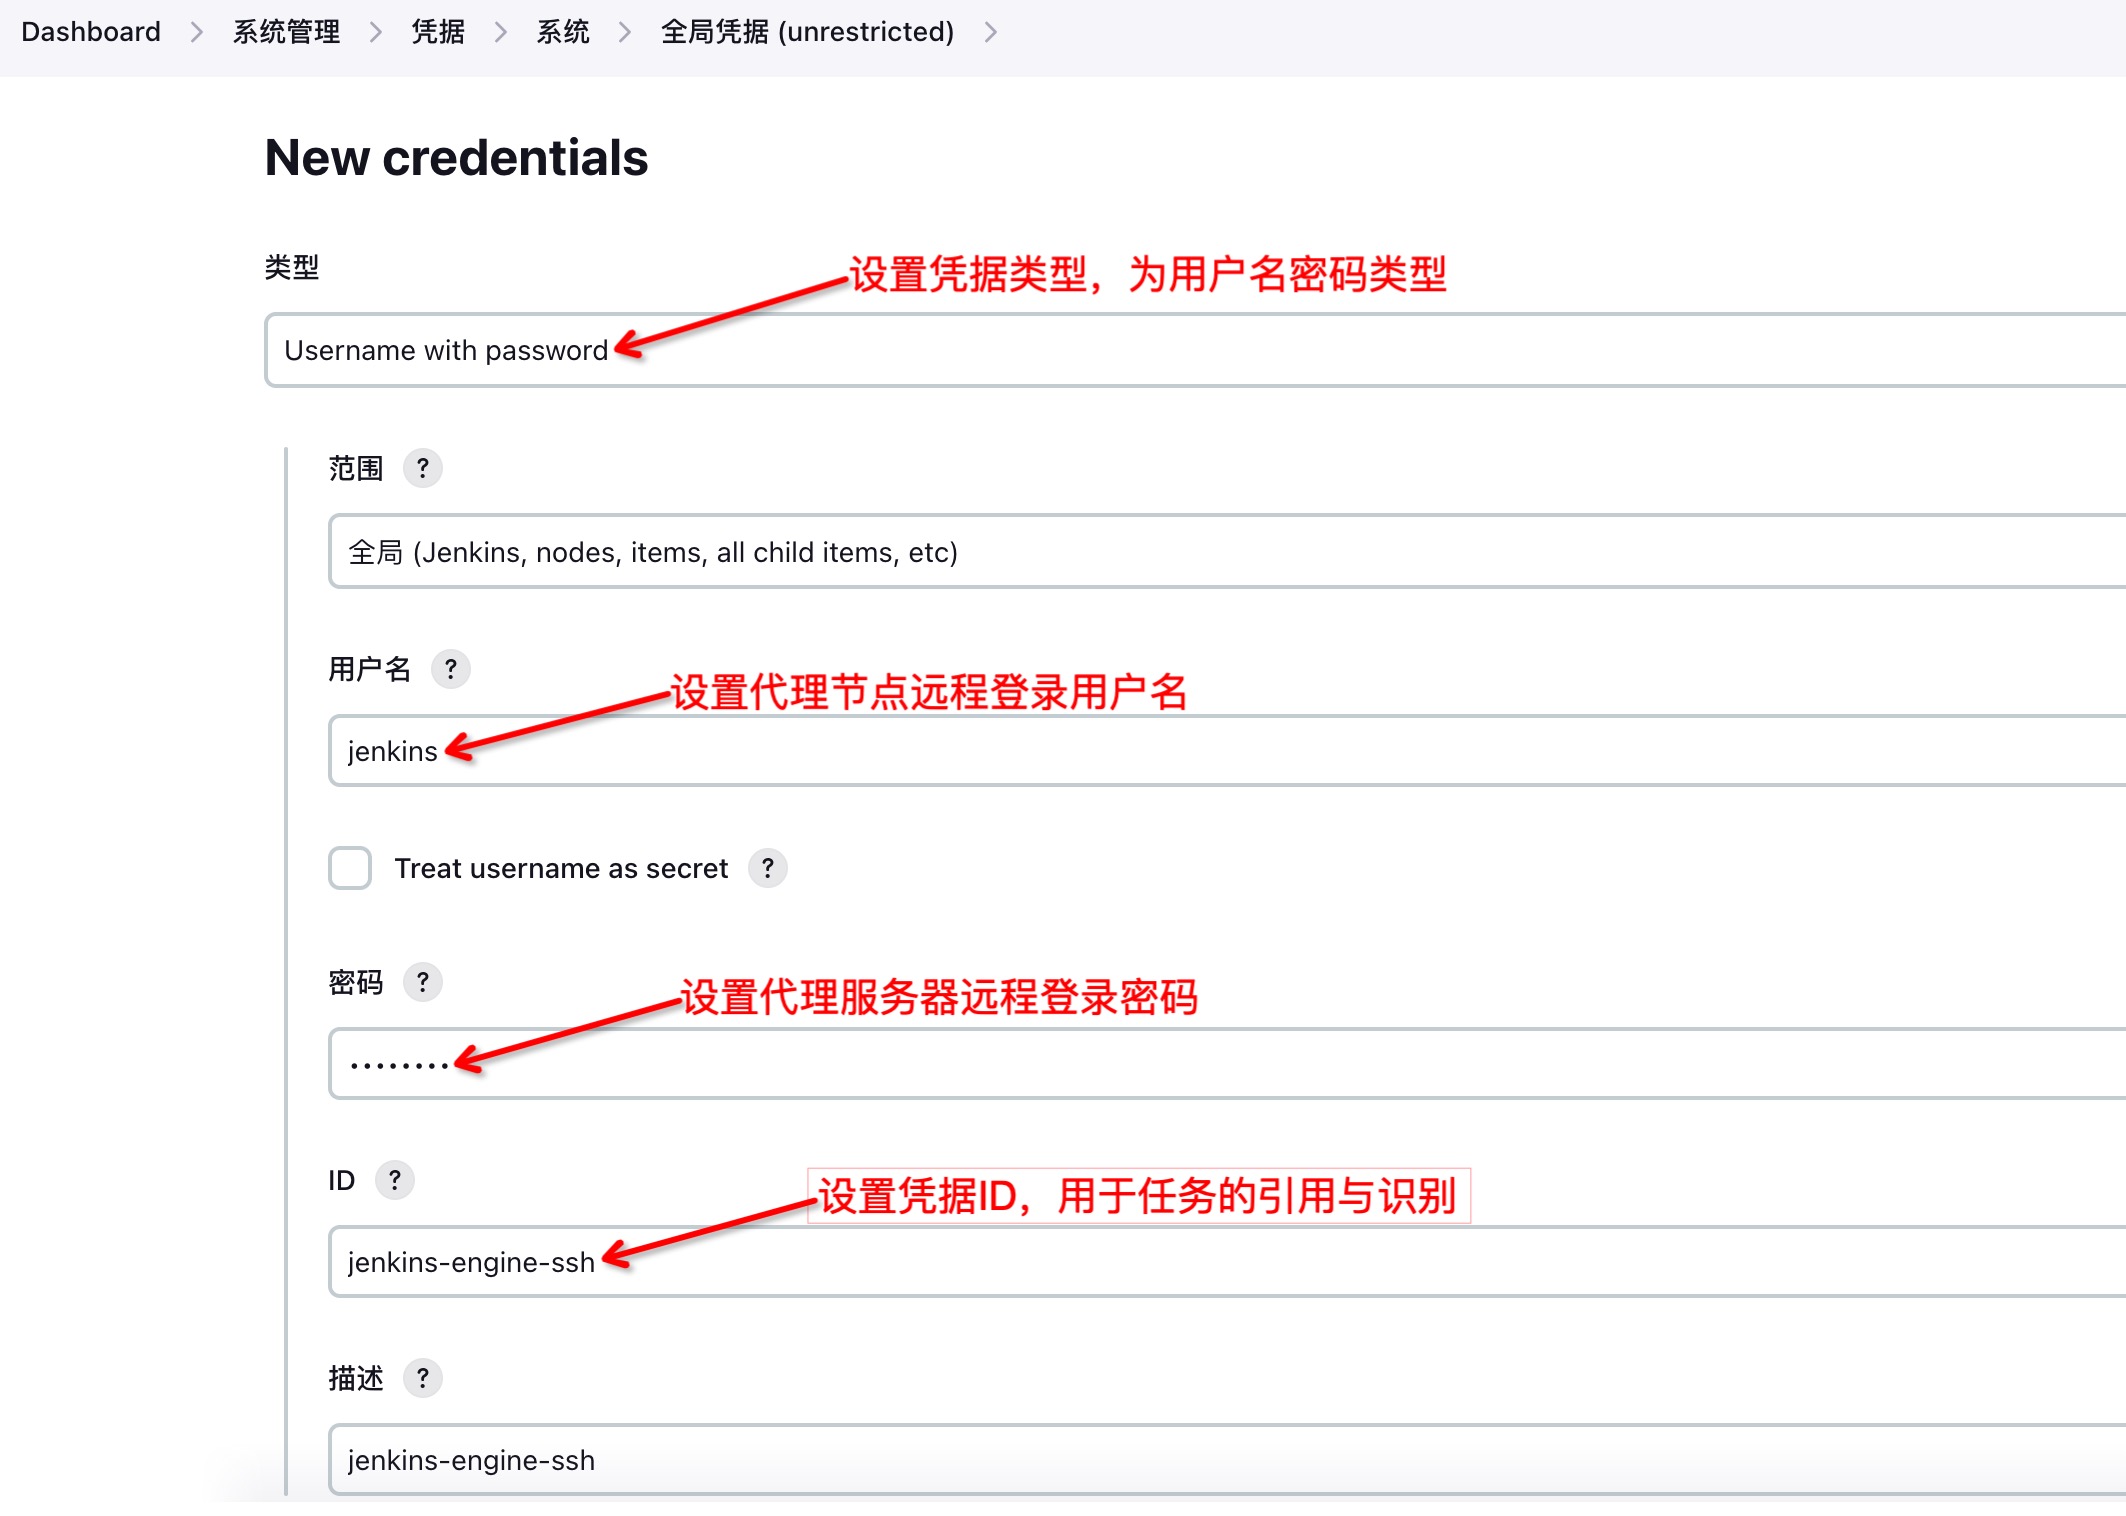 Dashboard > 系统管理 > 凭据 > 系统 > 全局凭据 (unrestricted) >
New credentials
类型
设置凭据类型，为用户名密码类型
Username with password
范围 ?
全局 (Jenkins, nodes, items, all child items, etc)
用户名 ?
设置代理节点远程登录用户名
jenkins
Treat username as secret ?
密码 ?
设置代理服务器远程登录密码
········
ID ?
设置凭据ID，用于任务的引用与识别
jenkins-engine-ssh
描述 ?
jenkins-engine-ssh